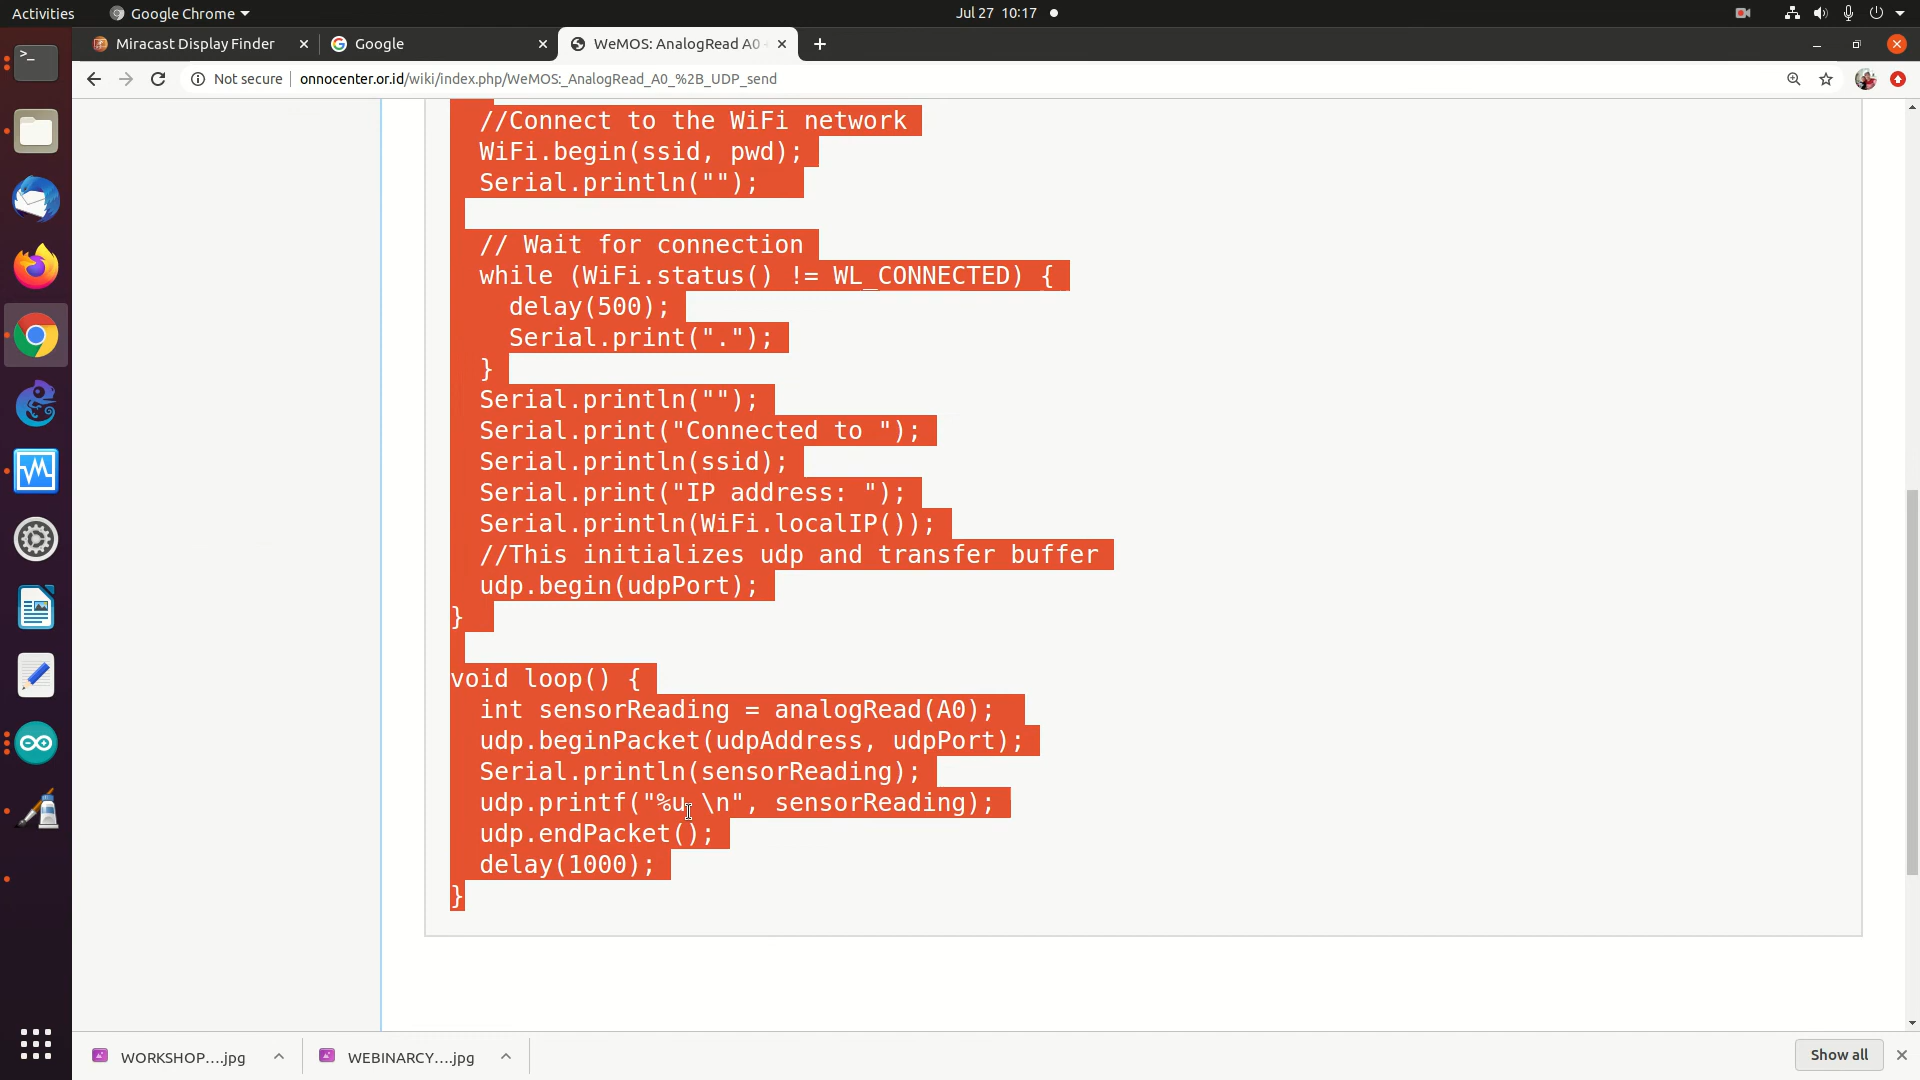 Activities
Google Chrome
Jul 27 10:17
Miracast Display Finder
Google
WeMOS: AnalogRead A0
Not secure
onnocenter.or.id/wiki/index.php/WeMOS:_AnalogRead_A0_%2B_UDP_send
//Connect to the WiFi network
WiFi.begin(ssid, pwd);
Serial.println("");
// Wait for connection
while (WiFi.status() != WL_CONNECTED) {
delay(500);
Serial.print(".");
}
Serial.println("");
Serial.print("Connected to ");
Serial.println(ssid);
Serial.print("IP address: ");
Serial.println(WiFi.localIP());
//This initializes udp and transfer buffer
udp.begin(udpPort);
}
void loop() {
int sensorReading = analogRead(A0);
udp.beginPacket(udpAddress, udpPort);
Serial.println(sensorReading);
udp.printf("%u \n", sensorReading);
udp.endPacket();
delay(1000);
}
WORKSHOP....jpg
WEBINARCY....jpg
Show all